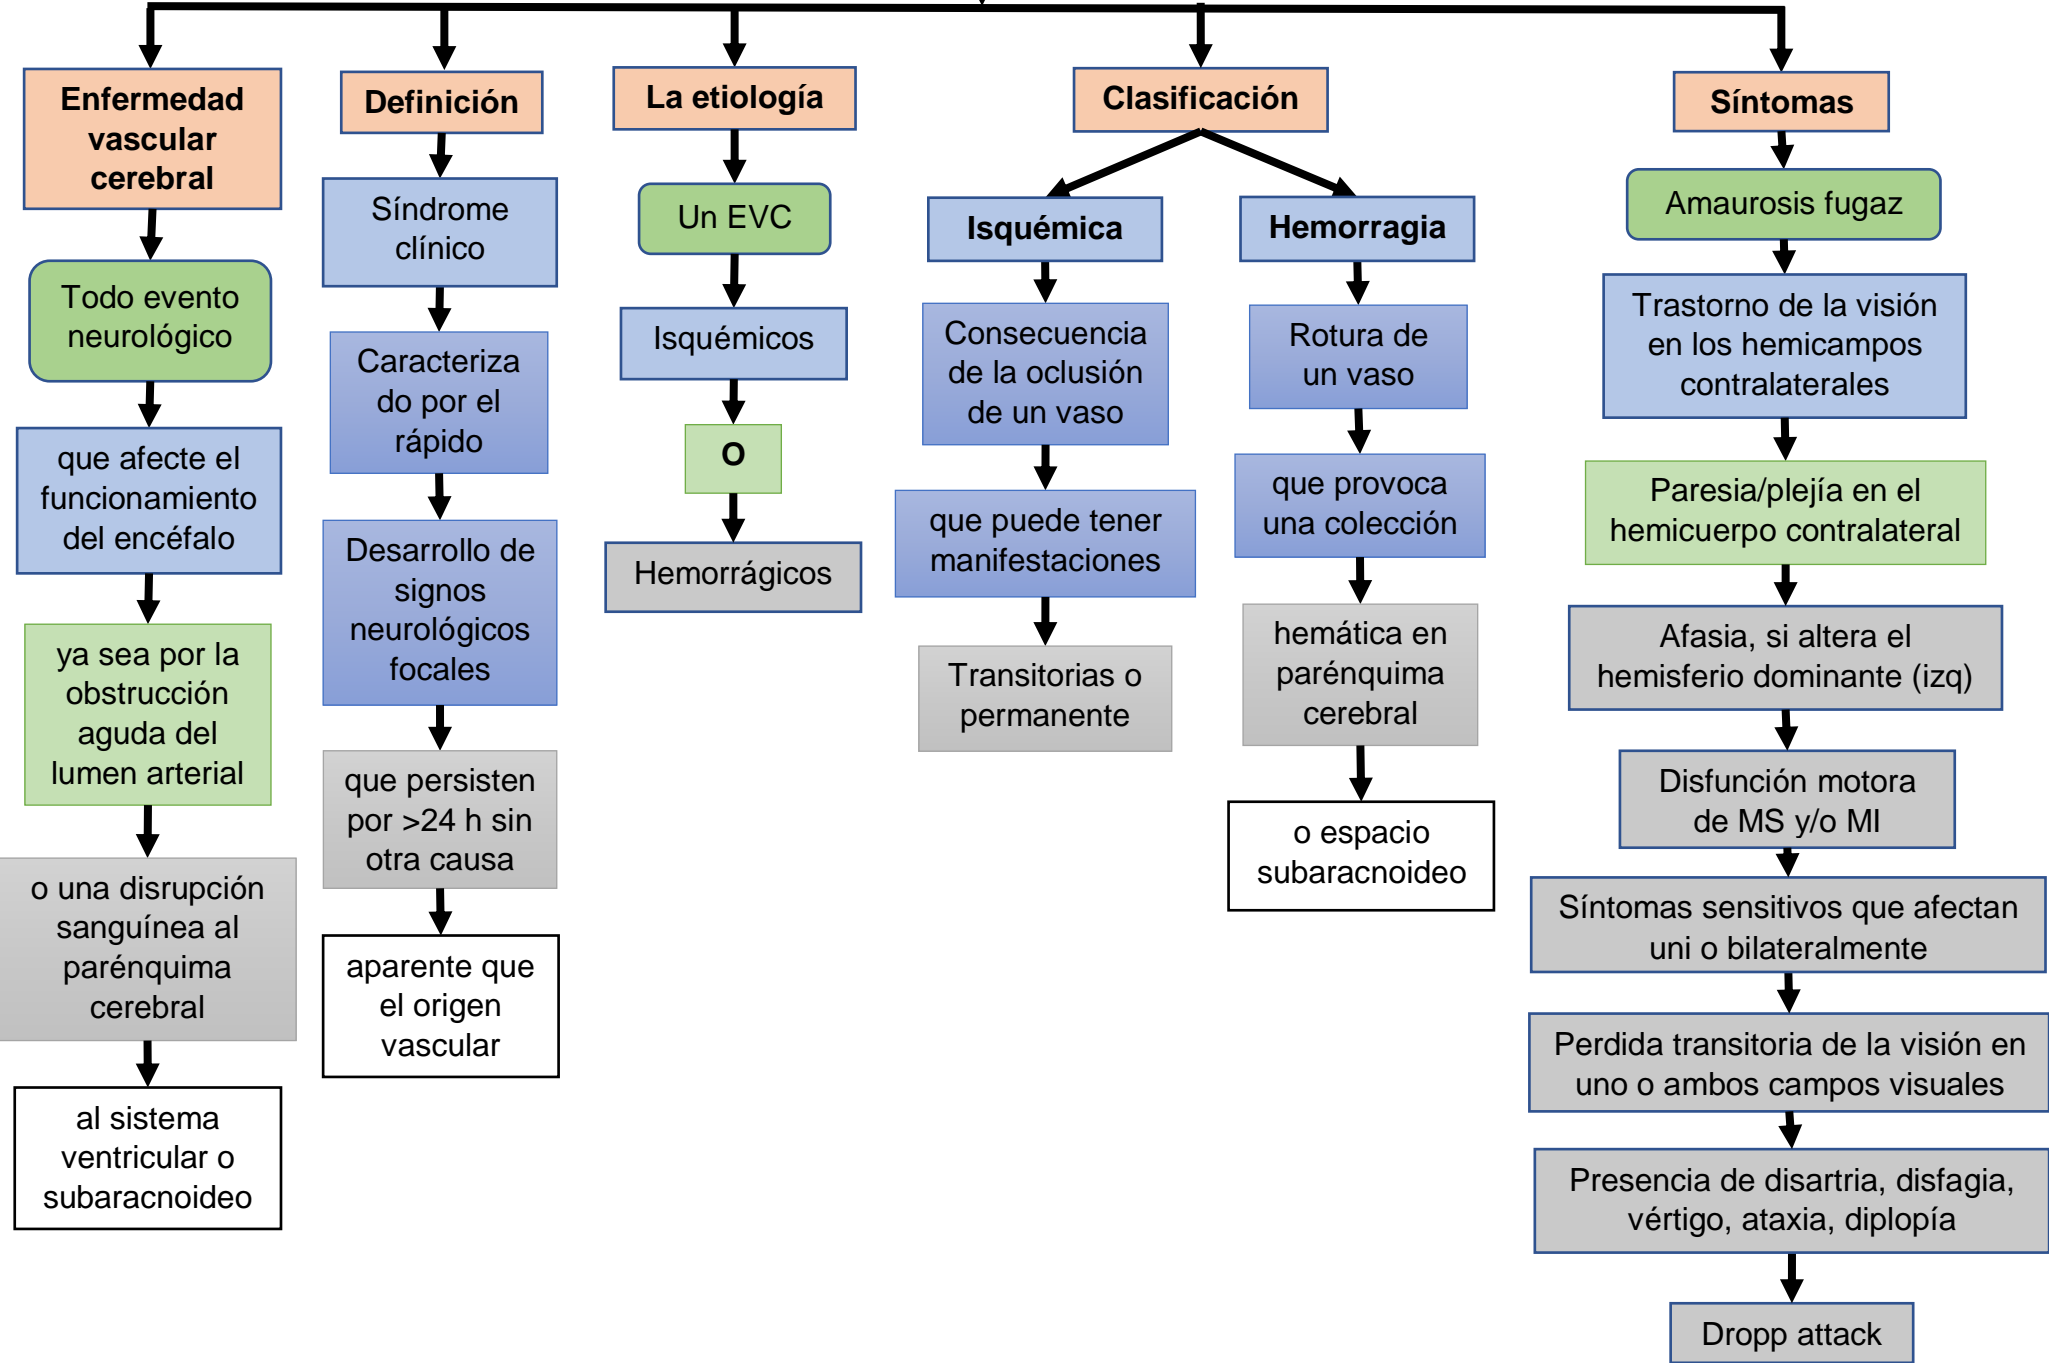 Enfermedad
vascular
cerebral
Todo evento
neurológico
que afecte el
funcionamiento
del encéfalo
ya sea por la
obstrucción
aguda del
lumen arterial
o una disrupción
sanguínea al
parénquima
cerebral
al sistema
ventricular o
subaracnoideo
Definición
Síndrome
clínico
Caracteriza
do por el
rápido
Desarrollo de
signos
neurológicos
focales
que persisten
por >24 h sin
otra causa
aparente que
el origen
vascular
La etiología
Un EVC
Isquémicos
O
Hemorrágicos
Clasificación
Isquémica
Consecuencia
de la oclusión
de un vaso
que puede tener
manifestaciones
Transitorias o
permanente
Hemorragia
Rotura de
un vaso
que provoca
una colección
hemática en
parénquima
cerebral
o espacio
subaracnoideo
Síntomas
Amaurosis fugaz
Trastorno de la visión
en los hemicampos
contralaterales
Paresia/plejía en el
hemicuerpo contralateral
Afasia, si altera el
hemisferio dominante (izq)
Disfunción motora
de MS y/o MI
Síntomas sensitivos que afectan
uni o bilateralmente
Perdida transitoria de la visión en
uno o ambos campos visuales
Presencia de disartria, disfagia,
vértigo, ataxia, diplopía
Dropp attack